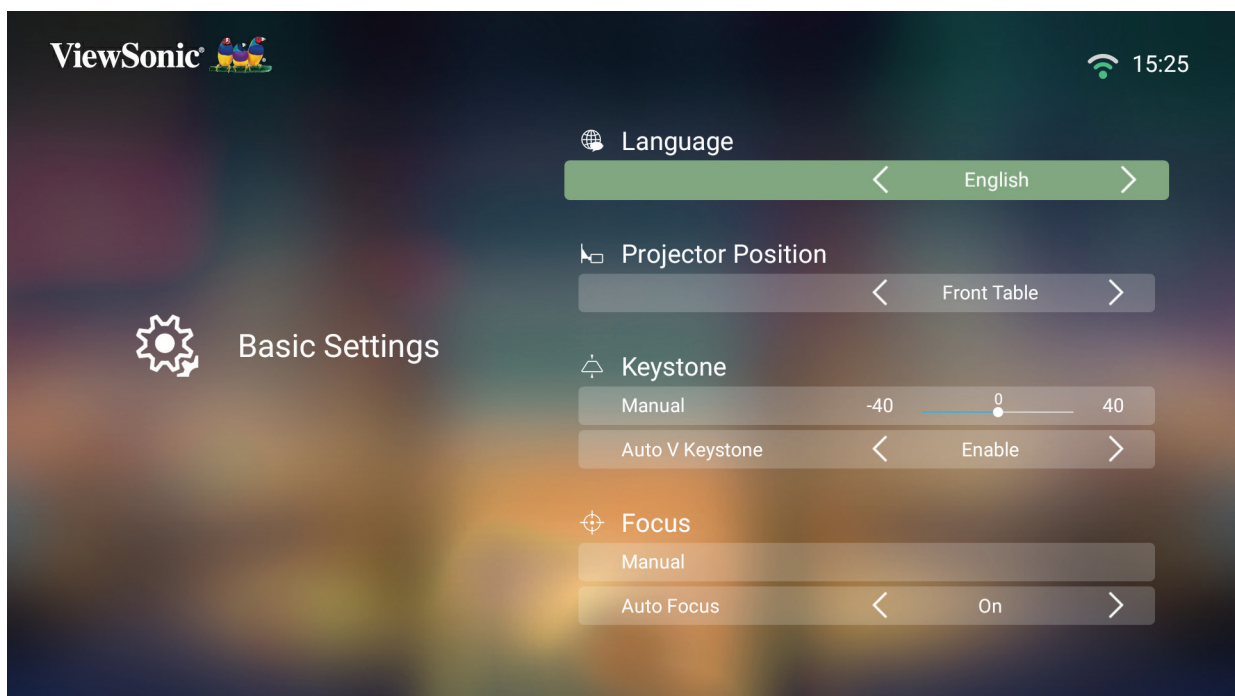 ViewSonic®
15:25
Language
English
Projector Position
Front Table
Basic Settings
Keystone
Manual -40 0 40
Auto V Keystone Enable
Focus
Manual
Auto Focus On